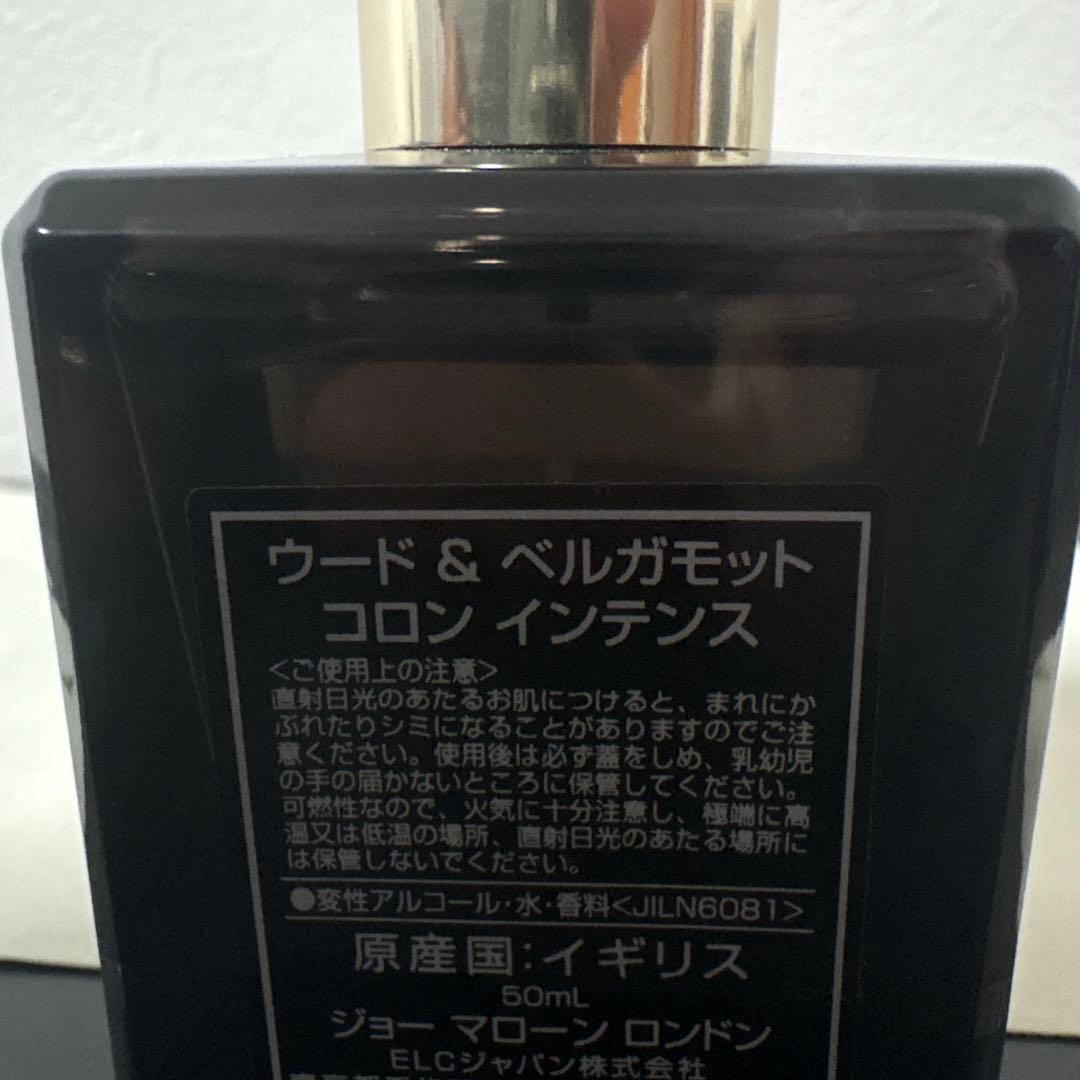 ウード & ベルガモット
コロン インテンス
<ご使用上の注意>
直射日光のあたるお肌につけると、まれにか
ぶれたりシミになることがありますのでご注
意ください。使用後は必ず蓋をしめ、乳幼児
の手の届かないところに保管してください。
可燃性なので、火気に十分注意し、極端に高
温又は低温の場所、直射日光のあたる場所に
は保管しないでください。
●変性アルコール・水・香料<JILN6081>
原産国:イギリス
50mL
ジョー マローン ロンドン
ELCジャパン株式会社